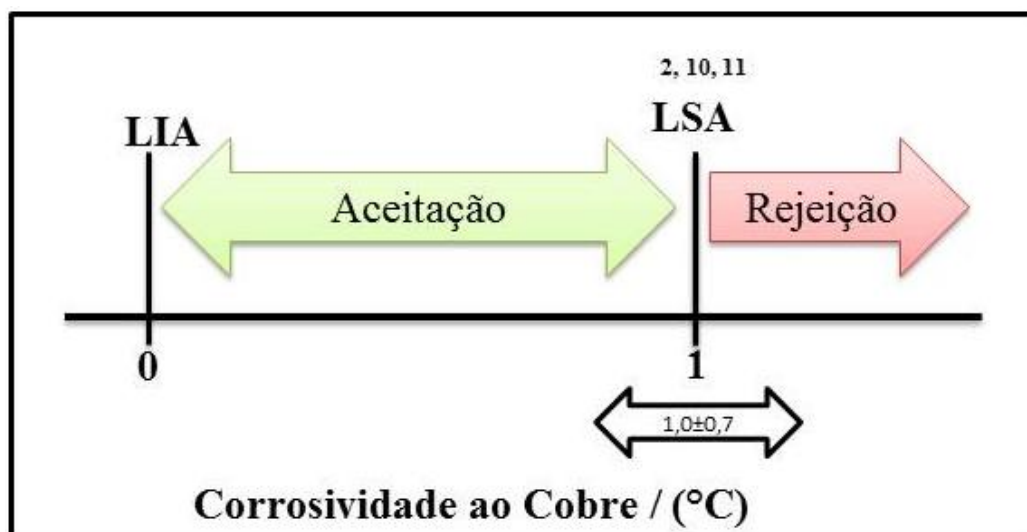 2, 10, 11
LIA
LSA
Aceitação
Rejeição
0
1
1,0±0,7
Corrosividade ao Cobre / (°C)